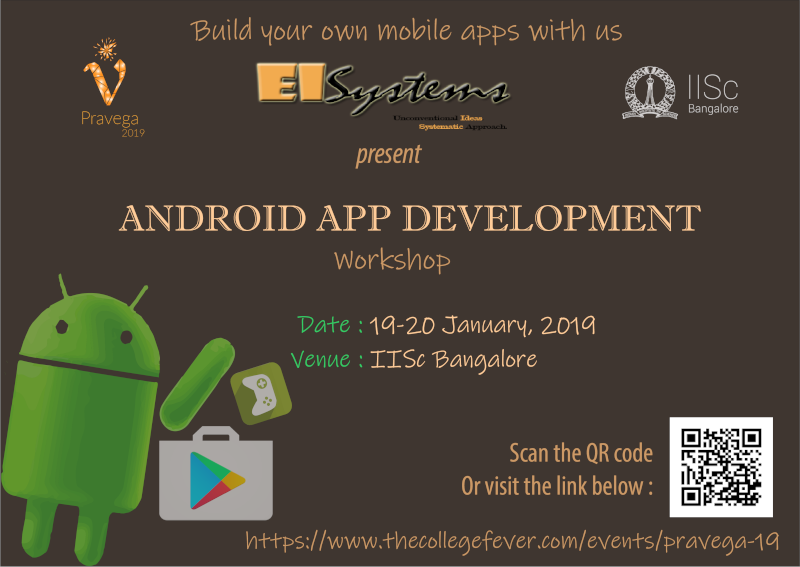 Build your own mobile apps with us
Pravega
2019
EISystems
Unconventional Ideas
Systematic Approach
IISc
Bangalore
present
ANDROID APP DEVELOPMENT
Workshop
Date : 19-20 January, 2019
Venue : IISc Bangalore
Scan the QR code
Or visit the link below :
https://www.thecollegefever.com/events/pravega-19